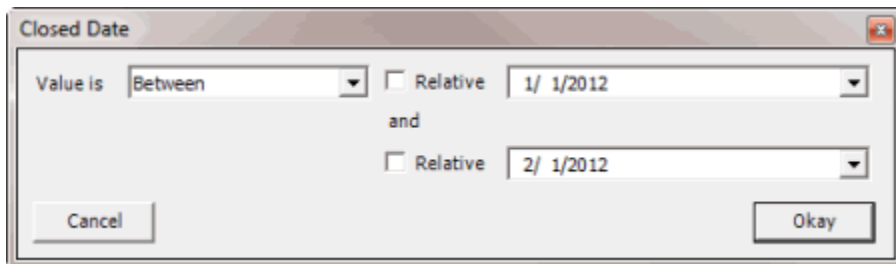 Closed Date
Value is Between Relative 1/ 1/2012
and
Relative 2/ 1/2012
Cancel Okay